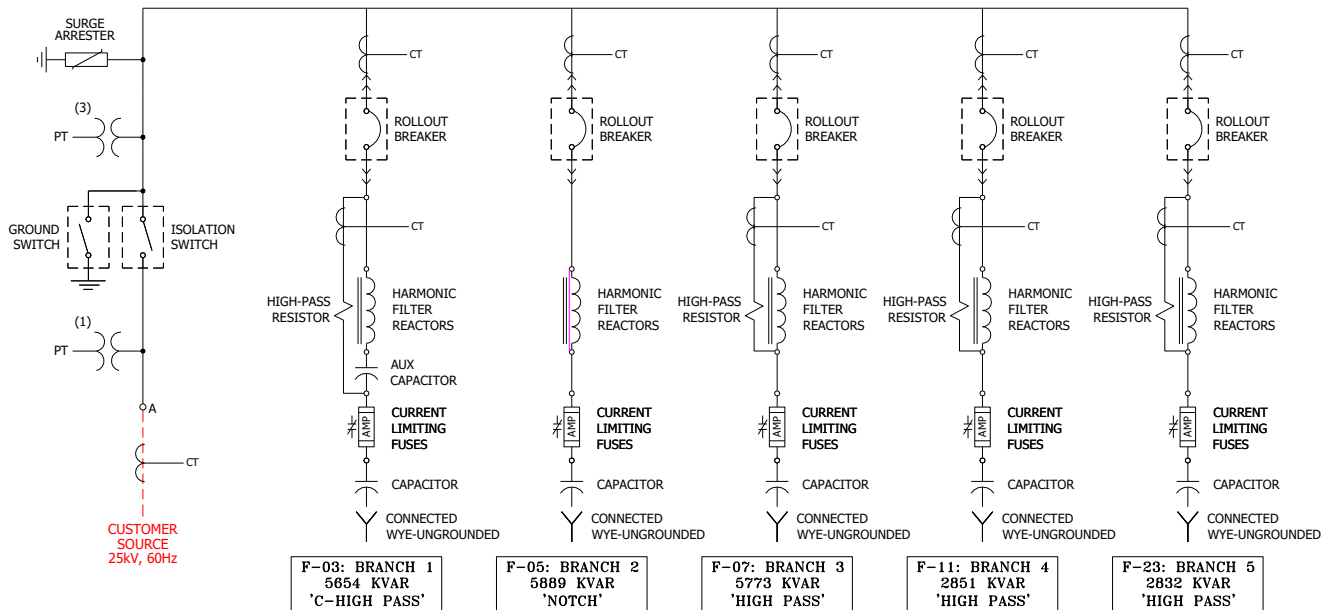 SURGE
ARRESTER
(3)
PT
GROUND
SWITCH
ISOLATION
SWITCH
(1)
PT
A
CT
CUSTOMER
SOURCE
25kV, 60Hz
CT
ROLLOUT
BREAKER
CT
HIGH-PASS
RESISTOR
HARMONIC
FILTER
REACTORS
AUX
CAPACITOR
AMP
CURRENT
LIMITING
FUSES
CAPACITOR
CONNECTED
WYE-UNGROUNDED
F-03: BRANCH 1
5654 KVAR
'C-HIGH PASS'
CT
ROLLOUT
BREAKER
HARMONIC
FILTER
REACTORS
AMP
CURRENT
LIMITING
FUSES
CAPACITOR
CONNECTED
WYE-UNGROUNDED
F-05: BRANCH 2
5889 KVAR
'NOTCH'
CT
ROLLOUT
BREAKER
CT
HIGH-PASS
RESISTOR
HARMONIC
FILTER
REACTORS
AMP
CURRENT
LIMITING
FUSES
CAPACITOR
CONNECTED
WYE-UNGROUNDED
F-07: BRANCH 3
5773 KVAR
'HIGH PASS'
CT
ROLLOUT
BREAKER
CT
HIGH-PASS
RESISTOR
HARMONIC
FILTER
REACTORS
AMP
CURRENT
LIMITING
FUSES
CAPACITOR
CONNECTED
WYE-UNGROUNDED
F-11: BRANCH 4
2851 KVAR
'HIGH PASS'
CT
ROLLOUT
BREAKER
CT
HIGH-PASS
RESISTOR
HARMONIC
FILTER
REACTORS
AMP
CURRENT
LIMITING
FUSES
CAPACITOR
CONNECTED
WYE-UNGROUNDED
F-23: BRANCH 5
2832 KVAR
'HIGH PASS'